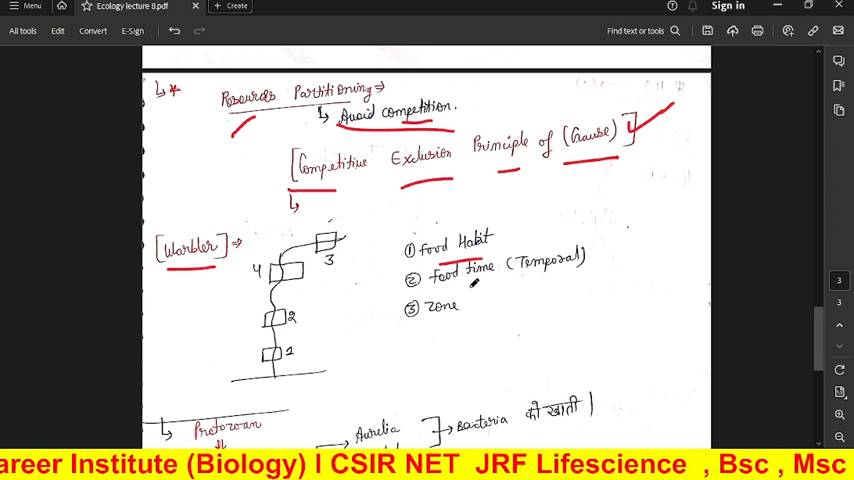 Menu
Ecology lecture 8.pdf
Create
Sign in
All tools Edit Convert E-Sign
Find text or tools
Resources Partitioning ⇒
Avoid competition.
[Competitive Exclusion Principle of (Gause)]
[Warbler] ⇒
3
4
2
1
① Food Habit
② Food time (Temporal)
③ Zone
3
3
Protozoan
Aurelia
Bacteria को खाती |
areer Institute (Biology) I CSIR NET JRF Lifescience , Bsc , Msc